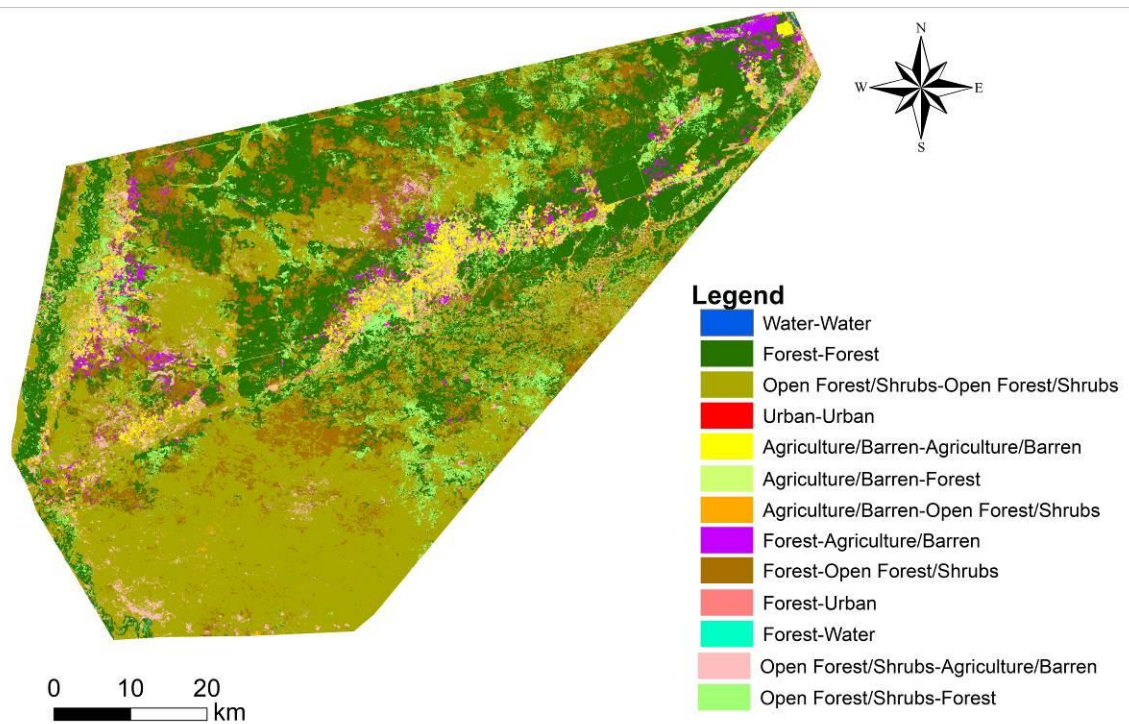 N
W E
S
Legend
Water-Water
Forest-Forest
Open Forest/Shrubs-Open Forest/Shrubs
Urban-Urban
Agriculture/Barren-Agriculture/Barren
Agriculture/Barren-Forest
Agriculture/Barren-Open Forest/Shrubs
Forest-Agriculture/Barren
Forest-Open Forest/Shrubs
Forest-Urban
Forest-Water
Open Forest/Shrubs-Agriculture/Barren
Open Forest/Shrubs-Forest
0 10 20
km